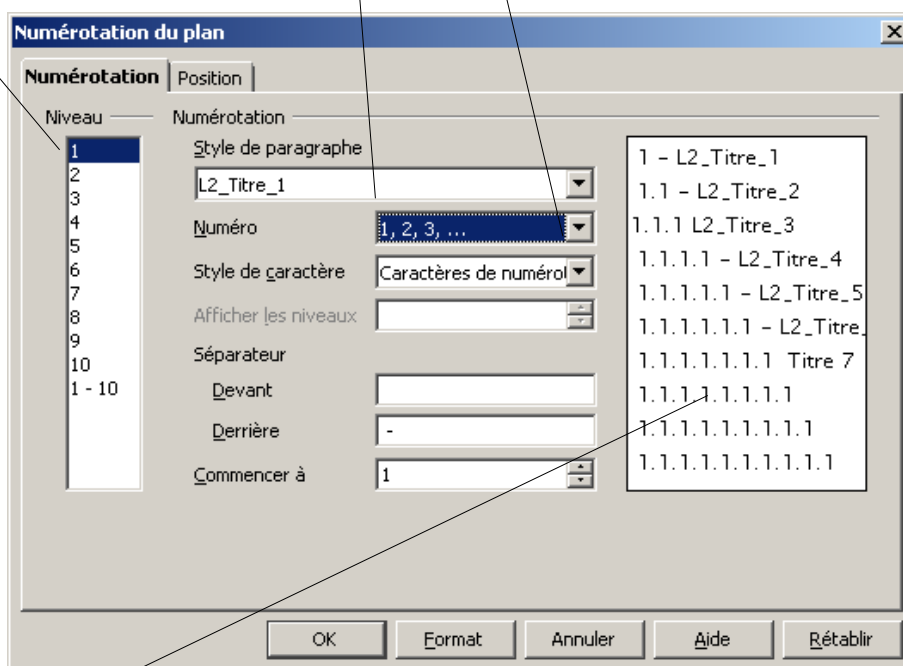 Numérotation du plan
Numérotation
Position
Niveau
1
2
3
4
5
6
7
8
9
10
1 - 10
Numérotation
Style de paragraphe
L2_Titre_1
Numéro
1, 2, 3, ...
Style de caractère
Caractères de numérot
Afficher les niveaux
Séparateur
Devant
Derrière
-
Commencer à
1
1 – L2_Titre_1
1.1 – L2_Titre_2
1.1.1 L2_Titre_3
1.1.1.1 – L2_Titre_4
1.1.1.1.1 – L2_Titre_5
1.1.1.1.1.1 – L2_Titre_
1.1.1.1.1.1.1 Titre 7
1.1.1.1.1.1.1.1
1.1.1.1.1.1.1.1.1
1.1.1.1.1.1.1.1.1.1
OK
Format
Annuler
Aide
Rétablir